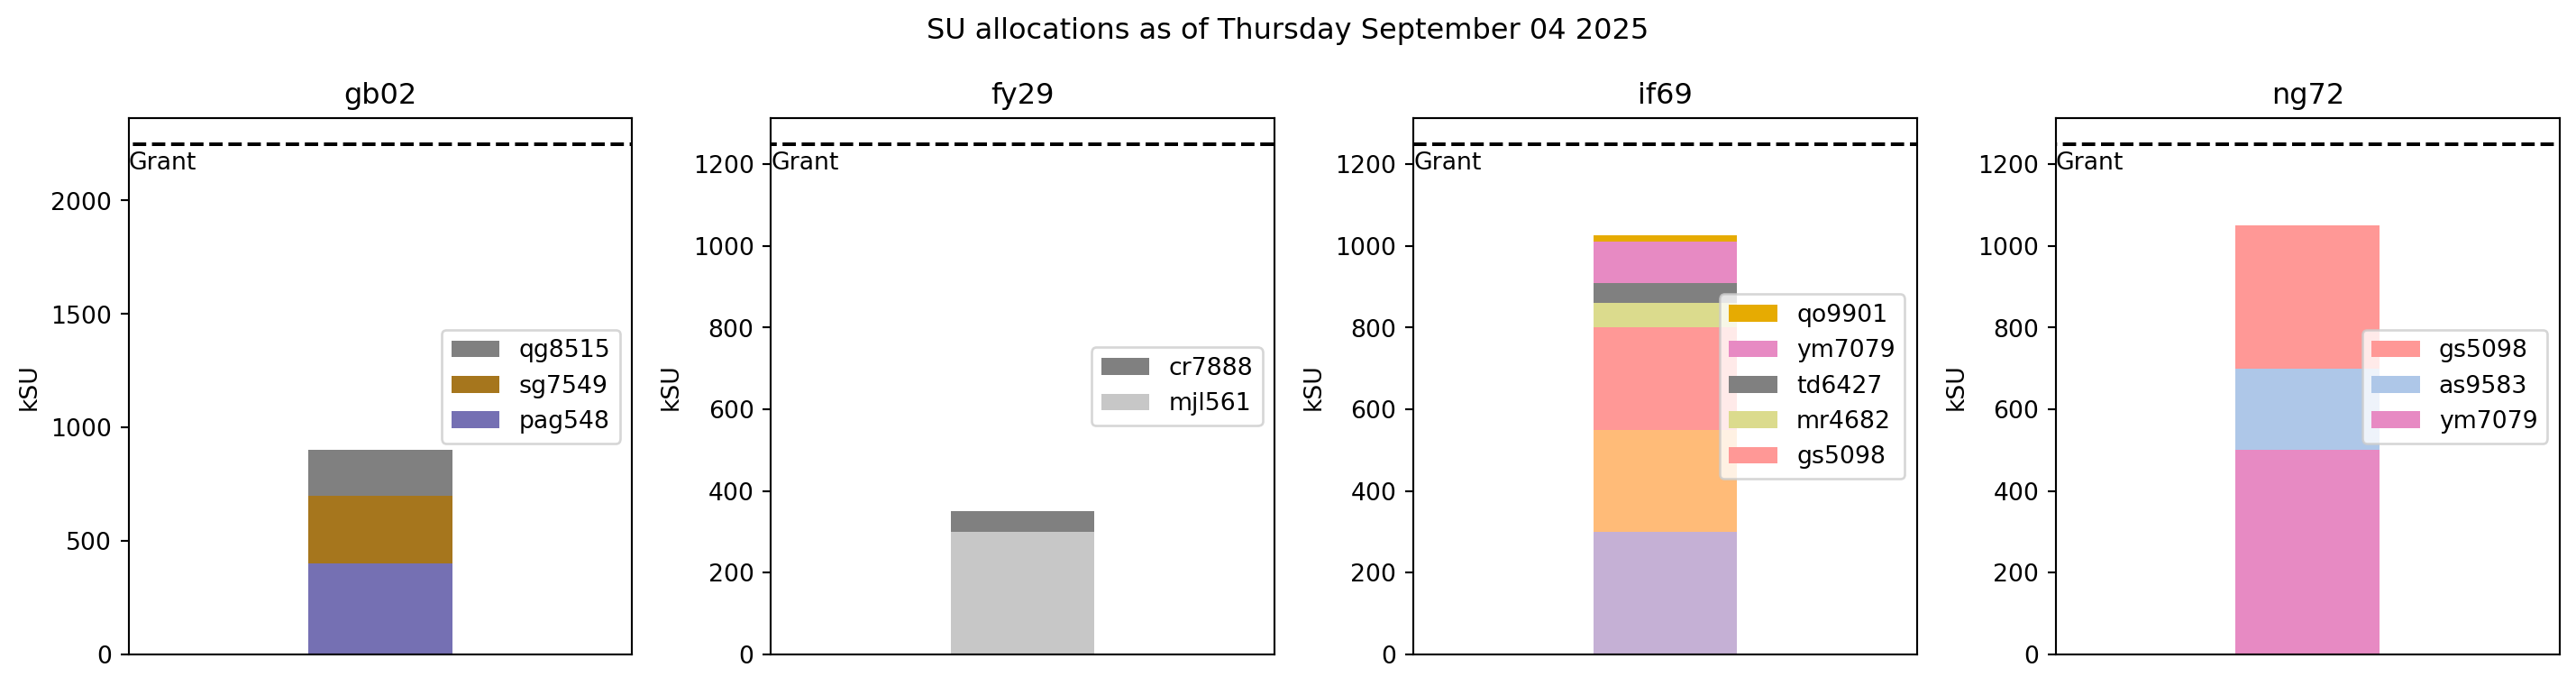 SU allocations as of Thursday September 04 2025
gb02
kSU
2000
1500
1000
500
0
Grant
qg8515
sg7549
pag548
fy29
kSU
1200
1000
800
600
400
200
0
Grant
cr7888
mjl561
if69
kSU
1200
1000
800
600
400
200
0
Grant
qo9901
ym7079
td6427
mr4682
gs5098
ng72
kSU
1200
1000
800
600
400
200
0
Grant
gs5098
as9583
ym7079